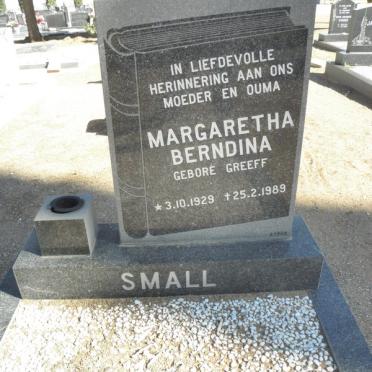 IN LIEFDEVOLLE
HERINNERING AAN ONS
MOEDER EN OUMA
MARGARETHA
BERNDINA
GEBORE GREEFF
*3.10.1929 †25.2.1989
SMALL